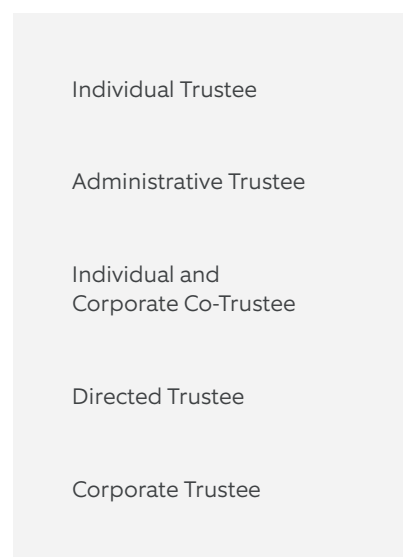 Individual Trustee
Administrative Trustee
Individual and
Corporate Co-Trustee
Directed Trustee
Corporate Trustee